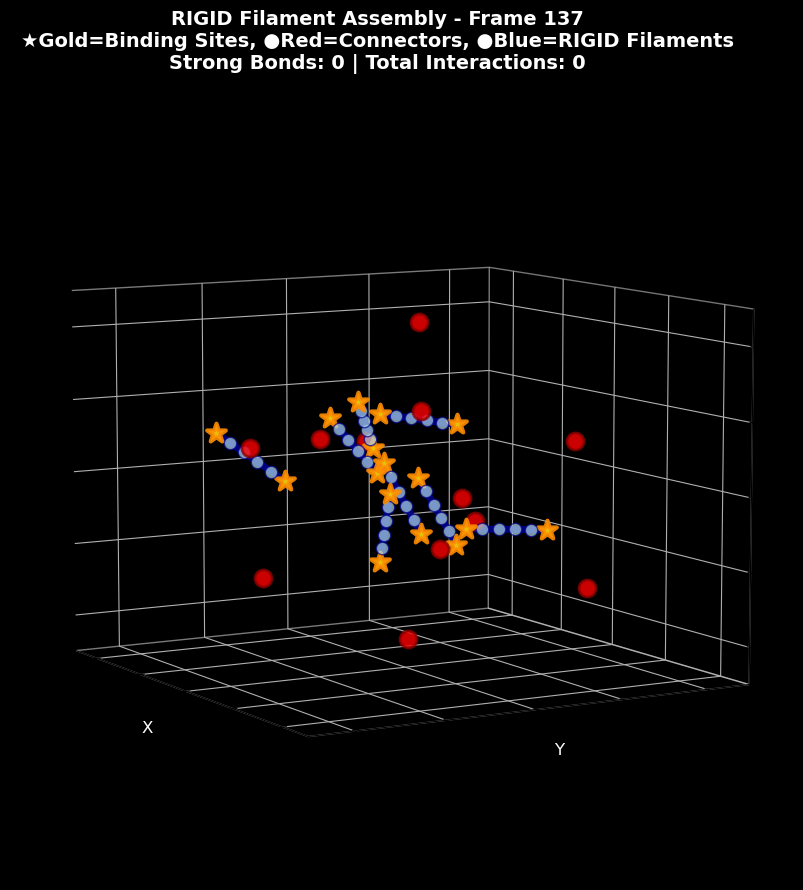 RIGID Filament Assembly - Frame 137
★Gold=Binding Sites, ●Red=Connectors, ●Blue=RIGID Filaments
Strong Bonds: 0 | Total Interactions: 0
X
Y